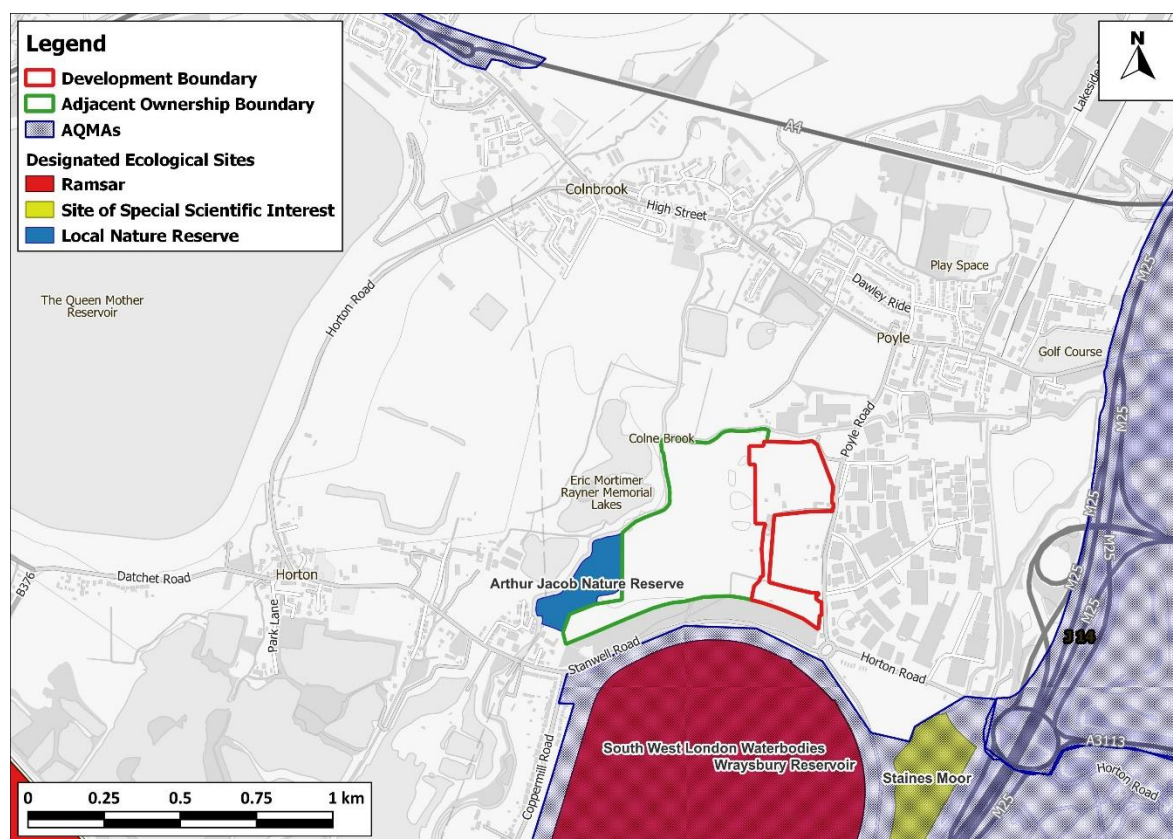 Legend
Development Boundary
Adjacent Ownership Boundary
AQMAs
Designated Ecological Sites
Ramsar
Site of Special Scientific Interest
Local Nature Reserve
N
Lakeside
A4
Colnbrook
High Street
M25
The Queen Mother
Reservoir
Horton Road
Play Space
Dawley Ride
Poyle
Golf Course
M25
Poyle Road
Colne Brook
Eric Mortimer
Rayner Memorial
Lakes
M25
M25
M25
B376
Datchet Road
Horton
Arthur Jacob Nature Reserve
Park Lane
M25
J 14
Stanwell Road
Horton Road
South West London Waterbodies
Wraysbury Reservoir
Staines Moor
A3113
Horton Road
Coppermill Road
M25
0 0.25 0.5 0.75 1 km